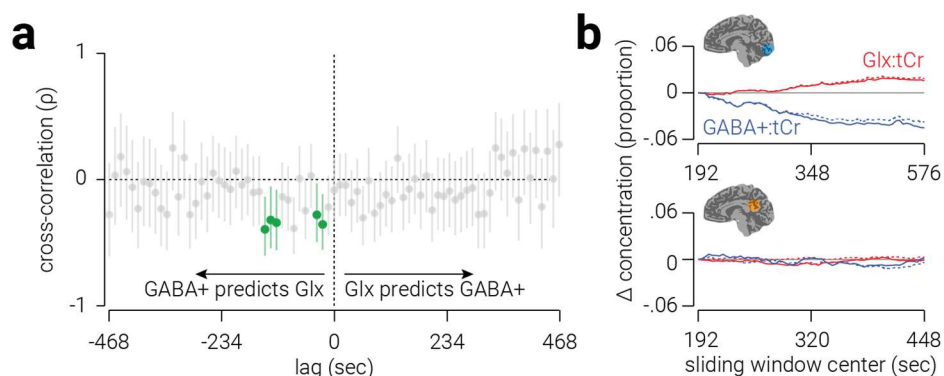 a
cross-correlation (ρ)
1
0
-1
GABA+ predicts Glx
Glx predicts GABA+
-468
-234
0
234
468
lag (sec)
b
Δ concentration (proportion)
.06
0
-.06
Glx:tCr
GABA+:tCr
192
348
576
.06
0
-.06
192
320
448
sliding window center (sec)